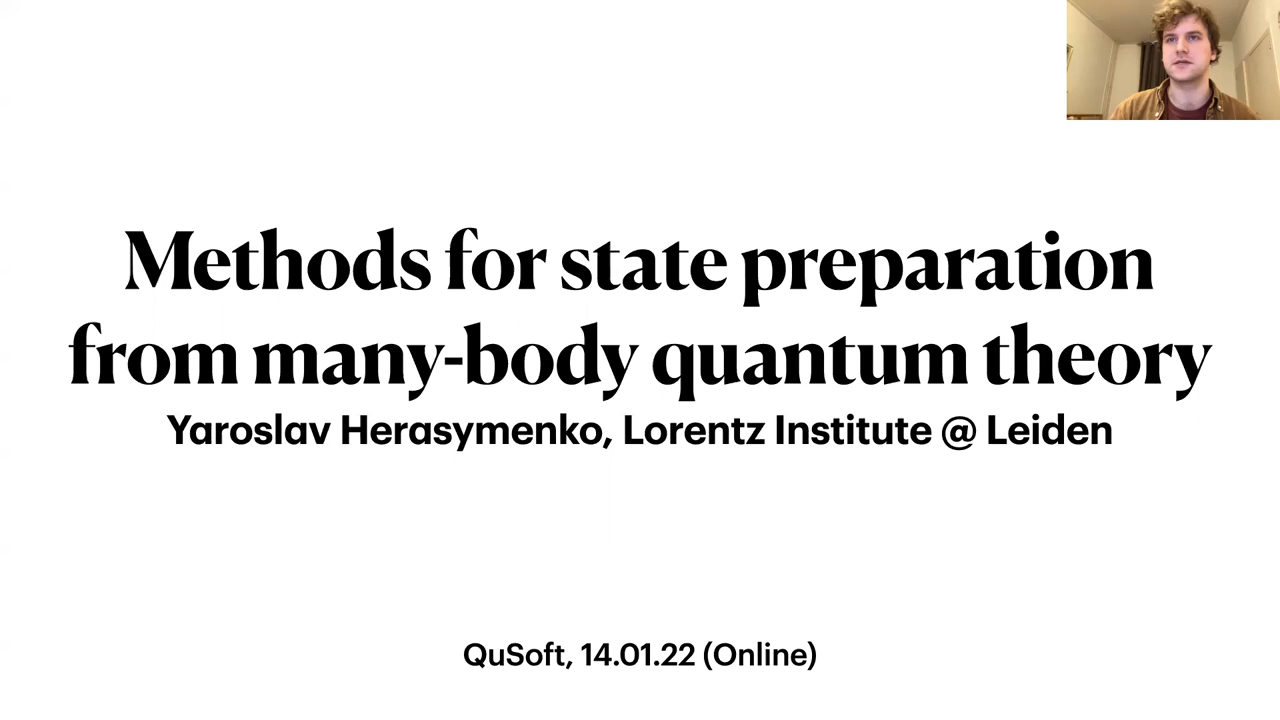 Methods for state preparation
from many-body quantum theory
Yaroslav Herasymenko, Lorentz Institute @ Leiden
QuSoft, 14.01.22 (Online)